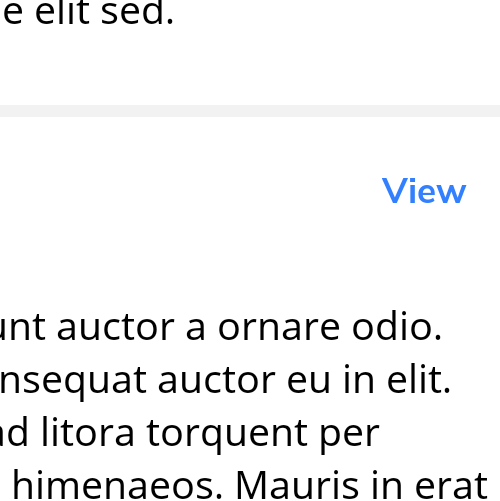 e elit sed.
View
unt auctor a ornare odio.
nsequat auctor eu in elit.
nd litora torquent per
himenaeos. Mauris in erat